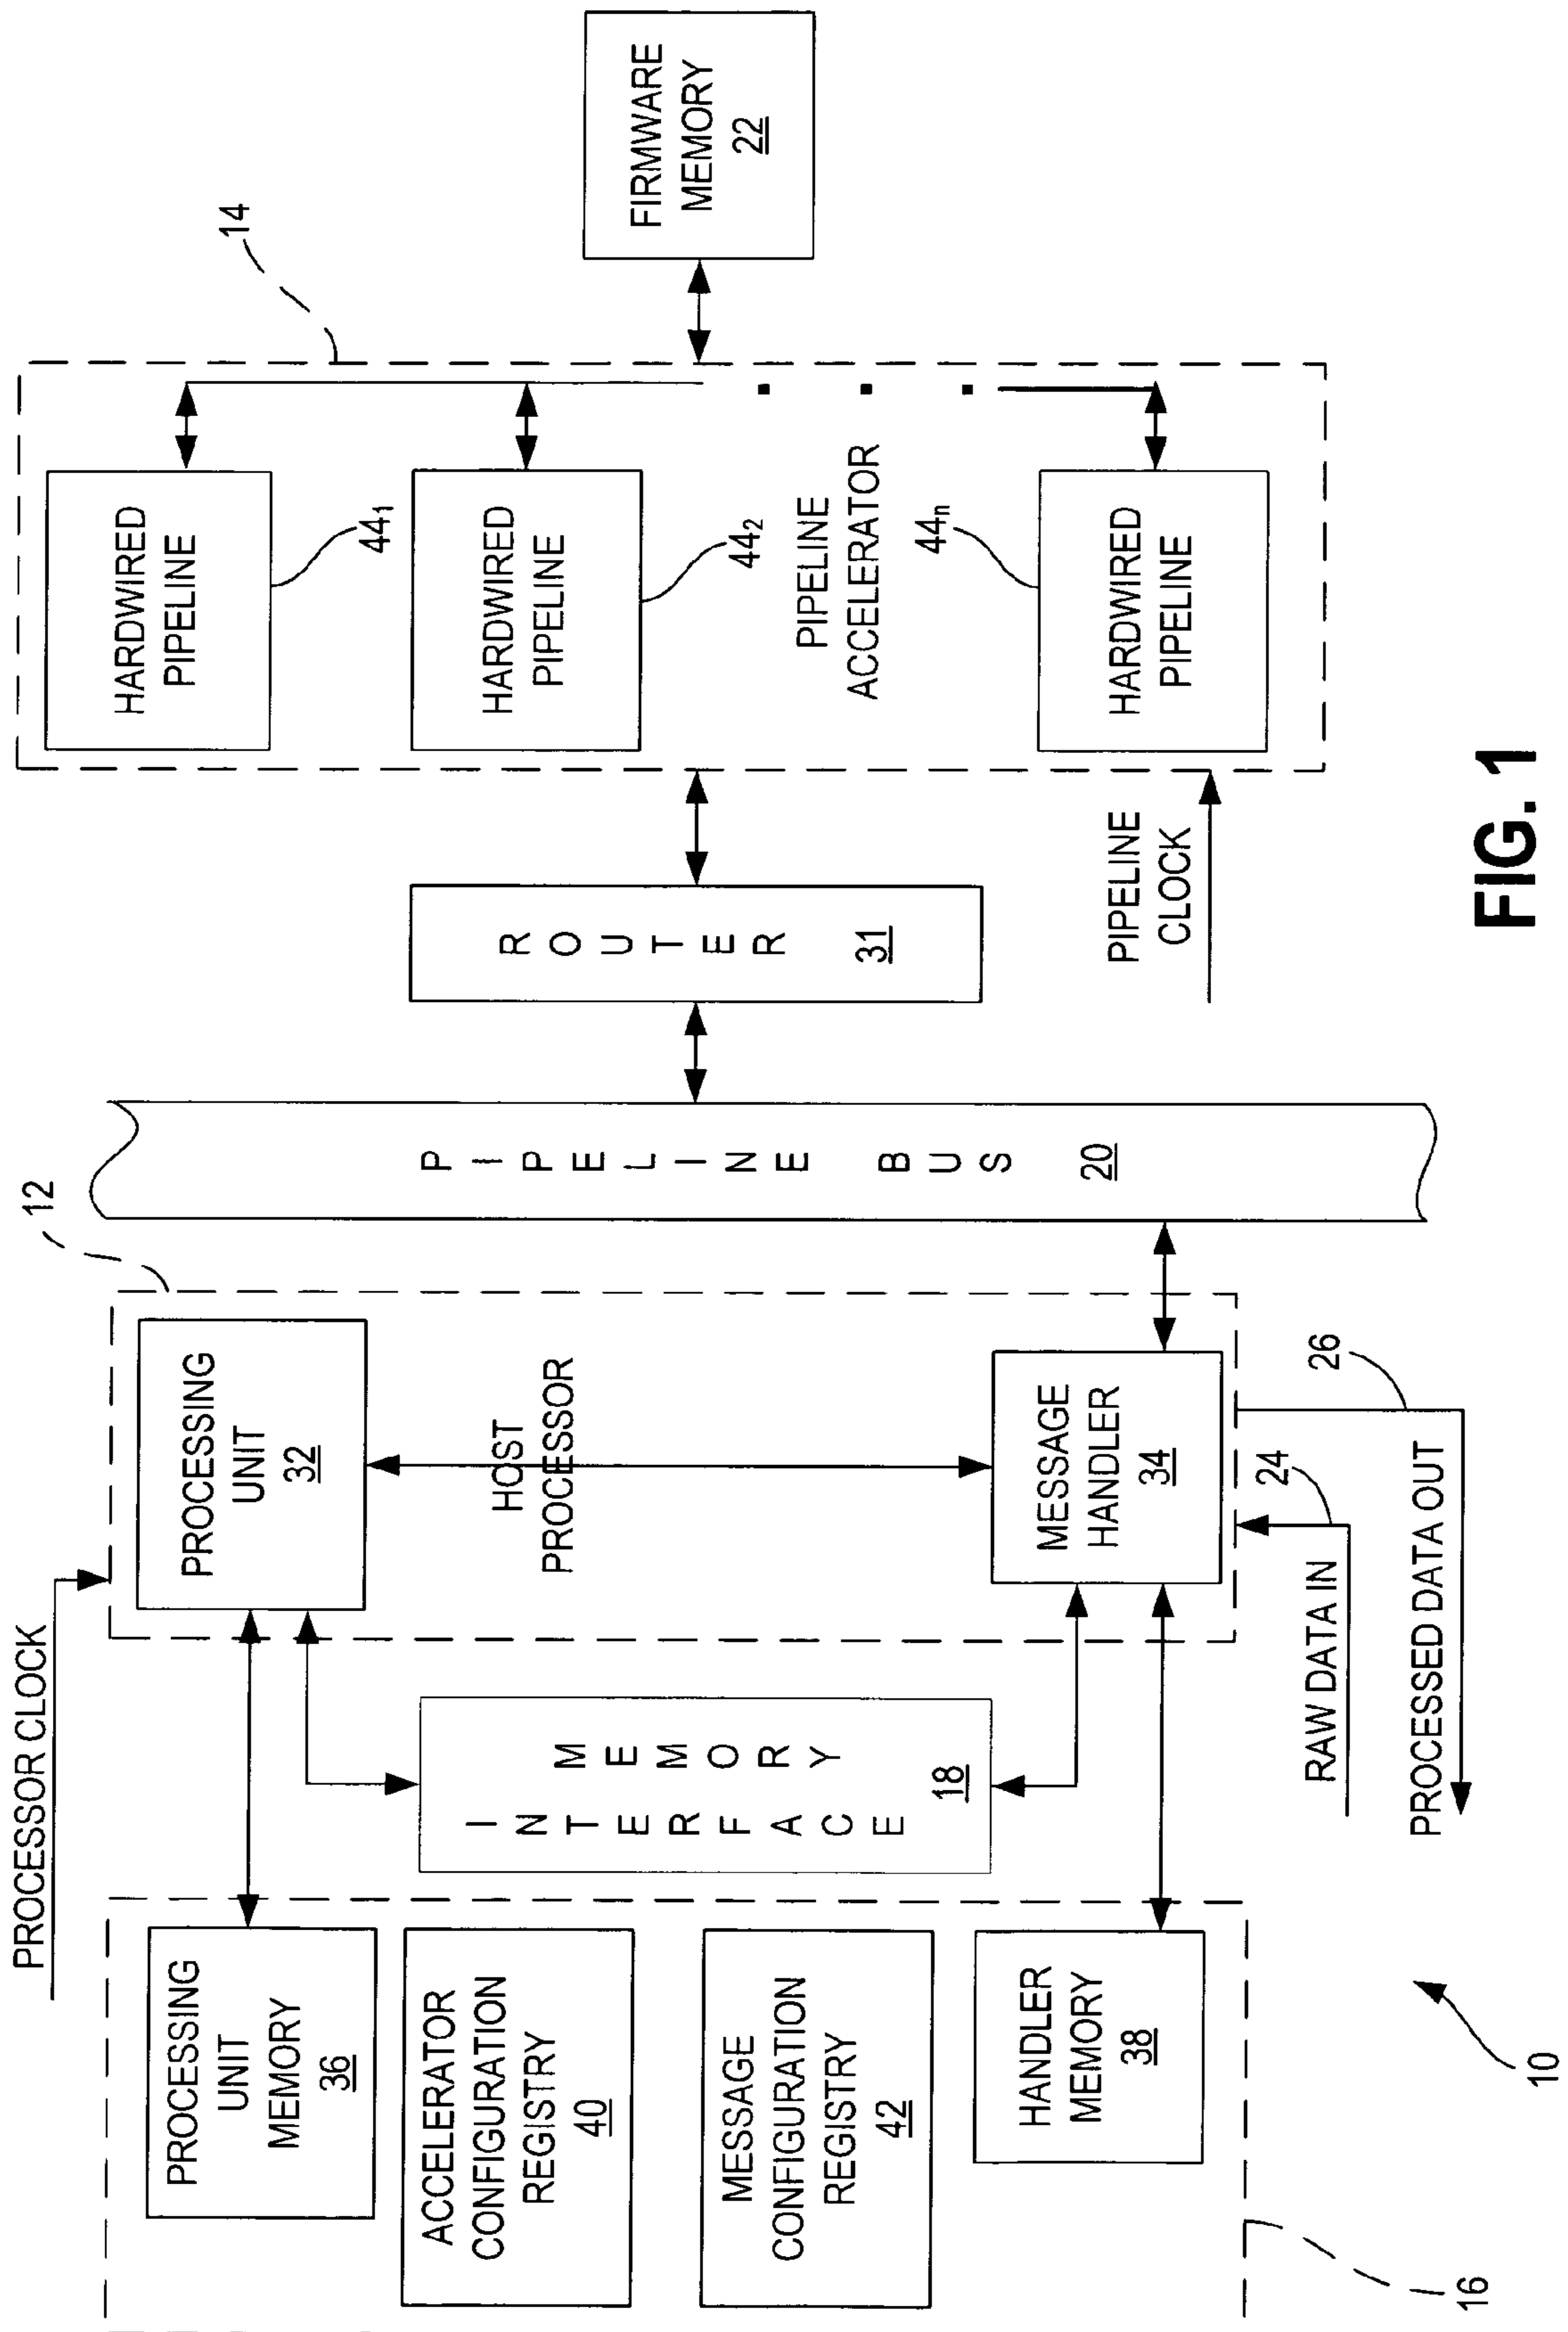 PROCESSOR CLOCK
12
14
PROCESSING
UNIT
MEMORY
36
ACCELERATOR
CONFIGURATION
REGISTRY
40
MESSAGE
CONFIGURATION
REGISTRY
42
HANDLER
MEMORY
38
16
MEMORY
INTERFACE
18
PROCESSING
UNIT
32
HOST
PROCESSOR
MESSAGE
HANDLER
34
RAW DATA IN
24
PROCESSED DATA OUT
26
PIPELINE BUS
20
ROUTER
31
PIPELINE
CLOCK
HARDWIRED
PIPELINE
44₁
HARDWIRED
PIPELINE
44₂
PIPELINE
ACCELERATOR
44ₙ
HARDWIRED
PIPELINE
FIRMWARE
MEMORY
22
10
FIG. 1